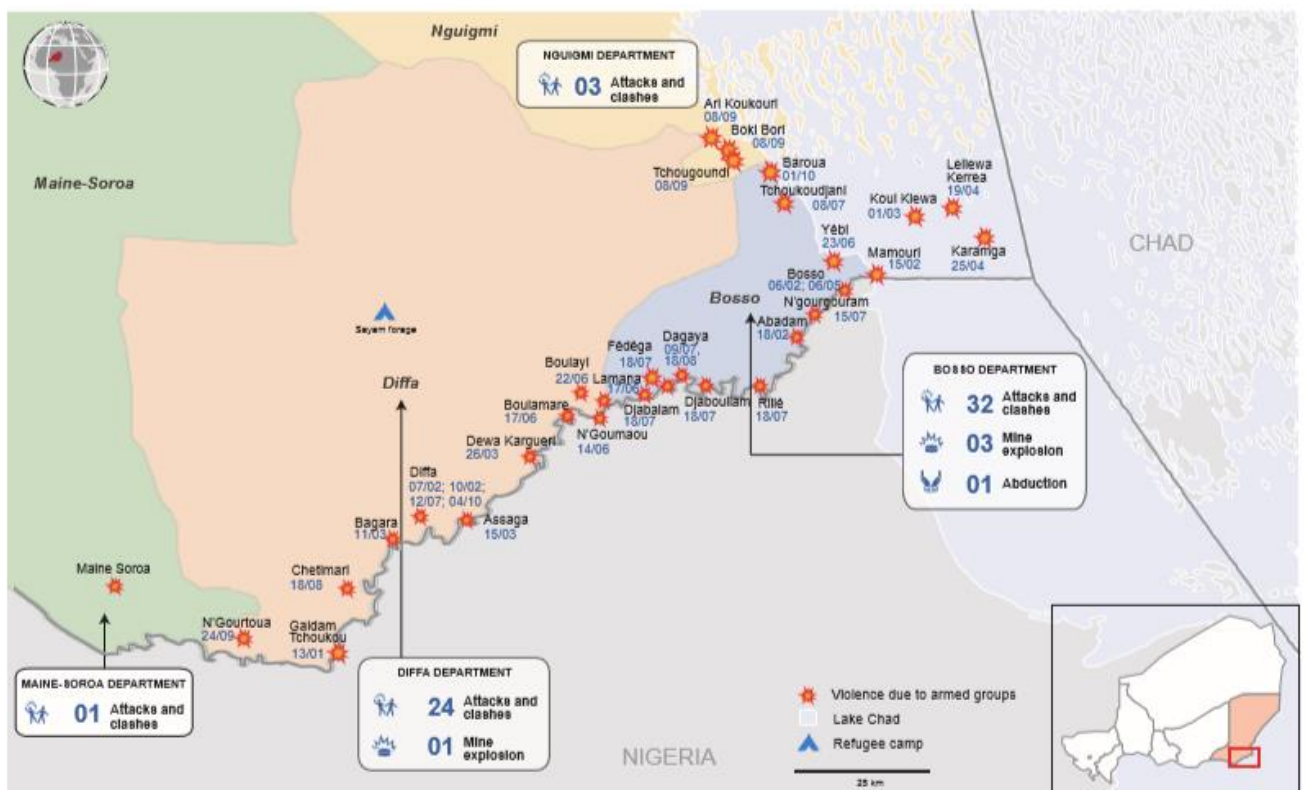 Nguigmi
NGUIGMI DEPARTMENT
03 Attacks and
clashes
Ari Koukouri
08/09
Boki Bori
08/09
Tchougoundi
08/09
Baroua
01/10
Tchoukoudjani
08/07
Lellewa
Kerrea
19/04
Koul Klewa
01/03
Karamga
25/04
CHAD
Maine-Soroa
Yébi
23/06
Mamouri
15/02
Bosso
06/02; 06/05
N'gourgouram
15/07
Bosso
Abadam
18/02
Sayam forage
Dagaya
09/07,
18/08
Fêdêga
18/07
Boulayi
22/06
Lamana
17/06
Diffa
Boulamare
17/06
Djabalam
18/07
Djaboullam
18/07
Rillé
18/07
N'Goumaou
14/06
BOSSO DEPARTMENT
32 Attacks and
clashes
03 Mine
explosion
01 Abduction
Dewa Kargueri
26/03
Diffa
07/02; 10/02;
12/07; 04/10
Assaga
15/03
Bagara
11/03
Maine Soroa
Chetimari
18/08
N'Gourtoua
24/09
Gaidam
Tchoukou
13/01
MAINE-SOROA DEPARTMENT
01 Attacks and
clashes
DIFFA DEPARTMENT
24 Attacks and
clashes
01 Mine
explosion
NIGERIA
Violence due to armed groups
Lake Chad
Refugee camp
25 km